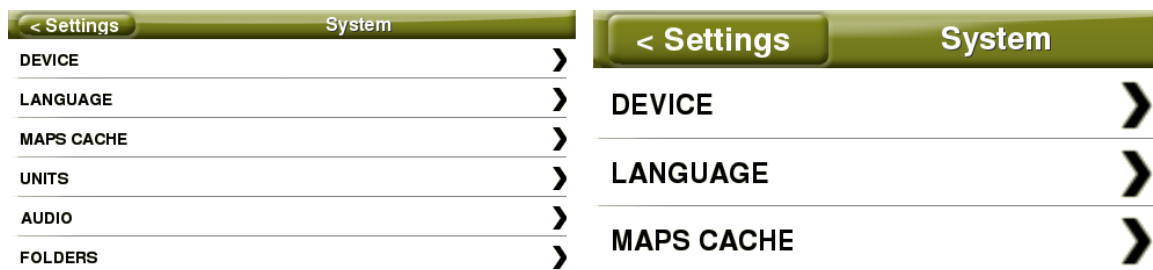 < Settings System
DEVICE
LANGUAGE
MAPS CACHE
UNITS
AUDIO
FOLDERS
< Settings System
DEVICE
LANGUAGE
MAPS CACHE